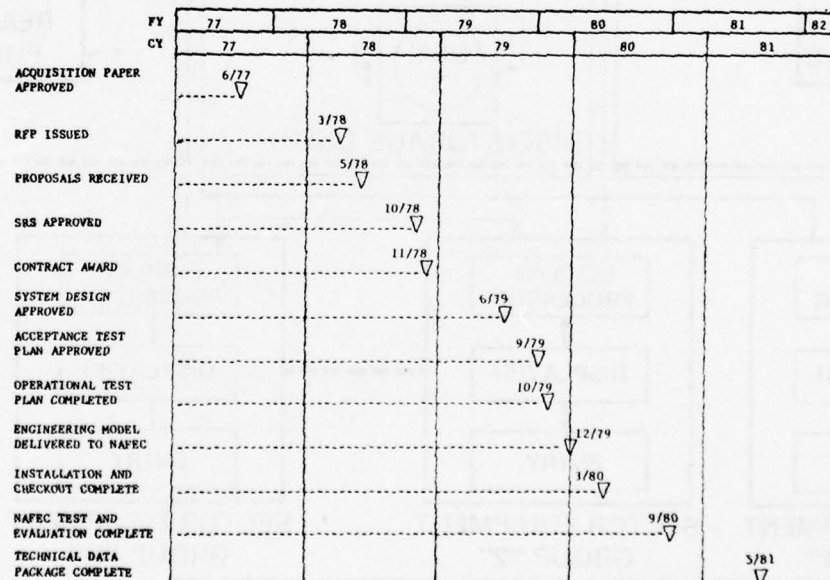 FY 77 78 79 80 81 82
CY 77 78 79 80 81
ACQUISITION PAPER
APPROVED
6/77
RFP ISSUED
3/78
PROPOSALS RECEIVED
5/78
SRS APPROVED
10/78
CONTRACT AWARD
11/78
SYSTEM DESIGN
APPROVED
6/79
ACCEPTANCE TEST
PLAN APPROVED
9/79
OPERATIONAL TEST
PLAN COMPLETED
10/79
ENGINEERING MODEL
DELIVERED TO NAFEC
12/79
INSTALLATION AND
CHECKOUT COMPLETE
3/80
NAFEC TEST AND
EVALUATION COMPLETE
9/80
TECHNICAL DATA
PACKAGE COMPLETE